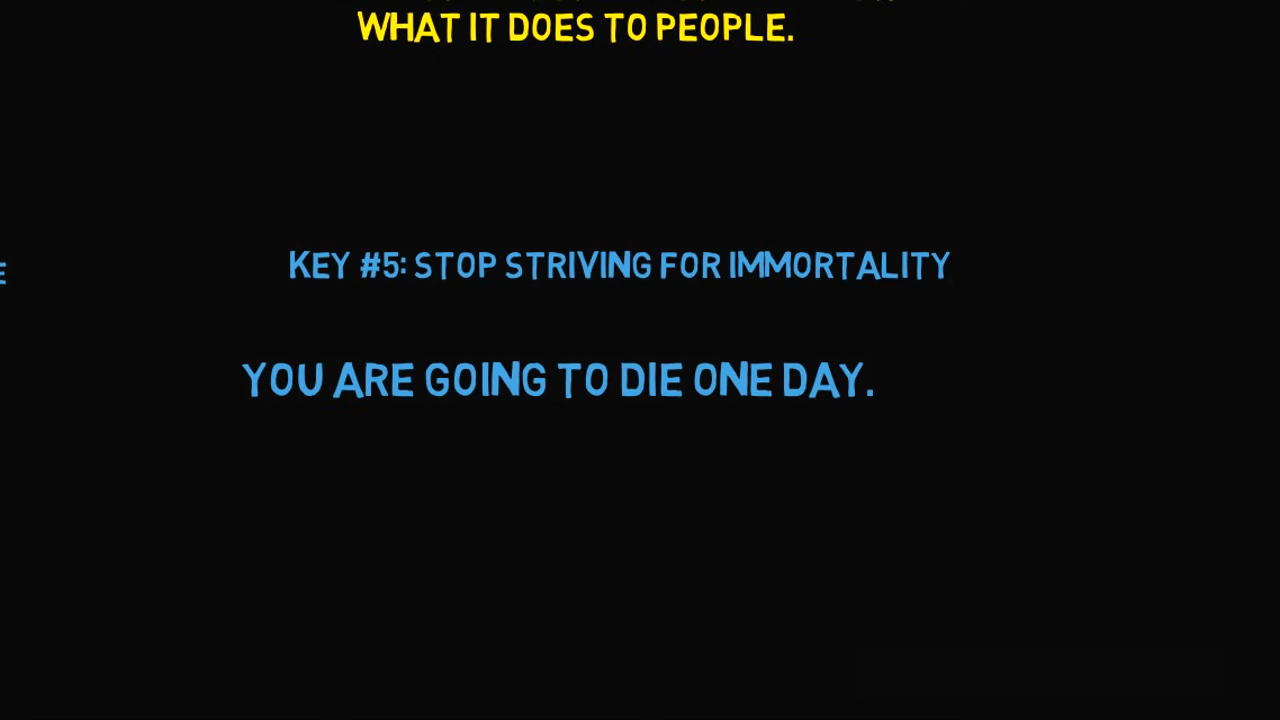 WHAT IT DOES TO PEOPLE.
KEY #5: STOP STRIVING FOR IMMORTALITY
YOU ARE GOING TO DIE ONE DAY.